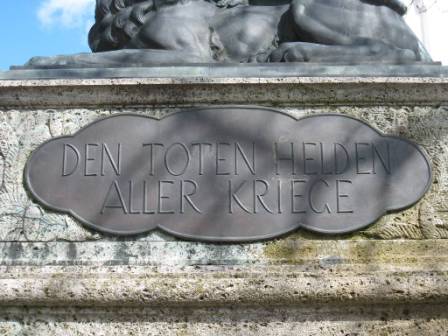 DEN TOTEN HELDEN
ALLER KRIEGE